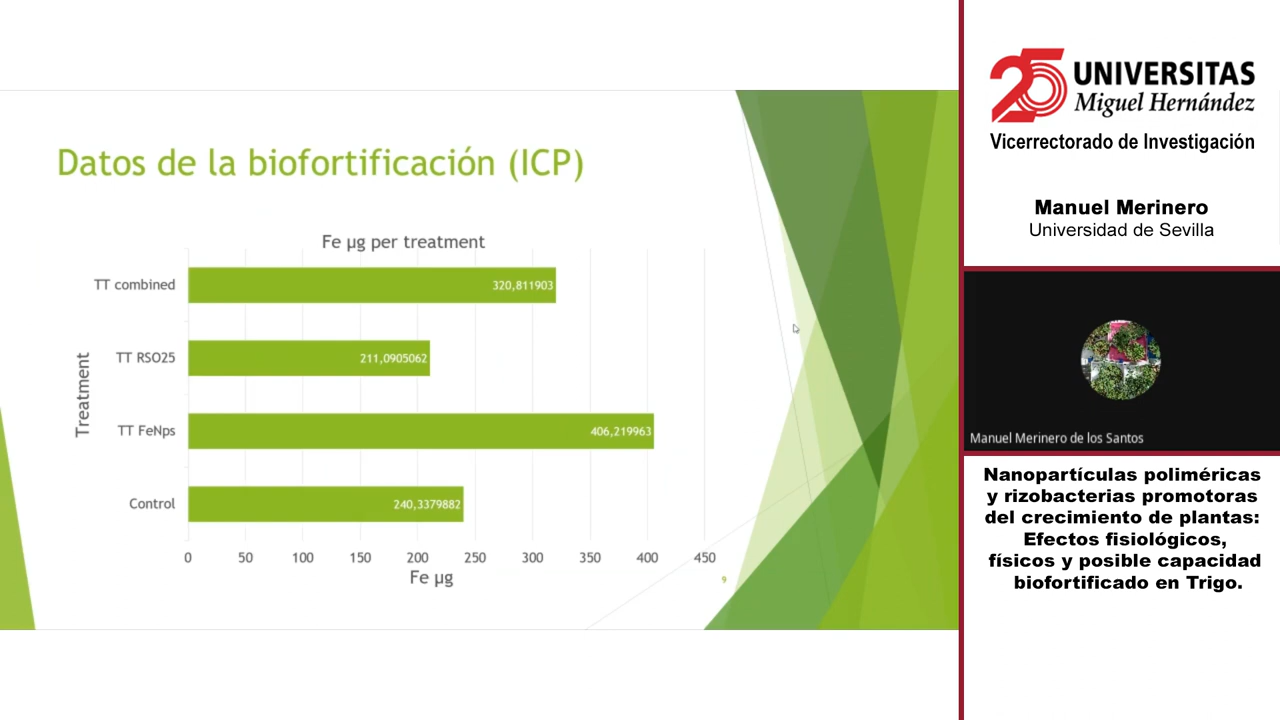 Datos de la biofortificación (ICP)
Fe µg per treatment
Treatment
TT combined
320,811903
TT RSO25
211,0905062
TT FeNps
406,219963
Control
240,3379882
0 50 100 150 200 250 300 350 400 450
Fe µg
9
25 UNIVERSITAS
Miguel Hernández
Vicerrectorado de Investigación
Manuel Merinero
Universidad de Sevilla
Manuel Merinero de los Santos
Nanopartículas poliméricas
y rizobacterias promotoras
del crecimiento de plantas:
Efectos fisiológicos,
físicos y posible capacidad
biofortificado en Trigo.